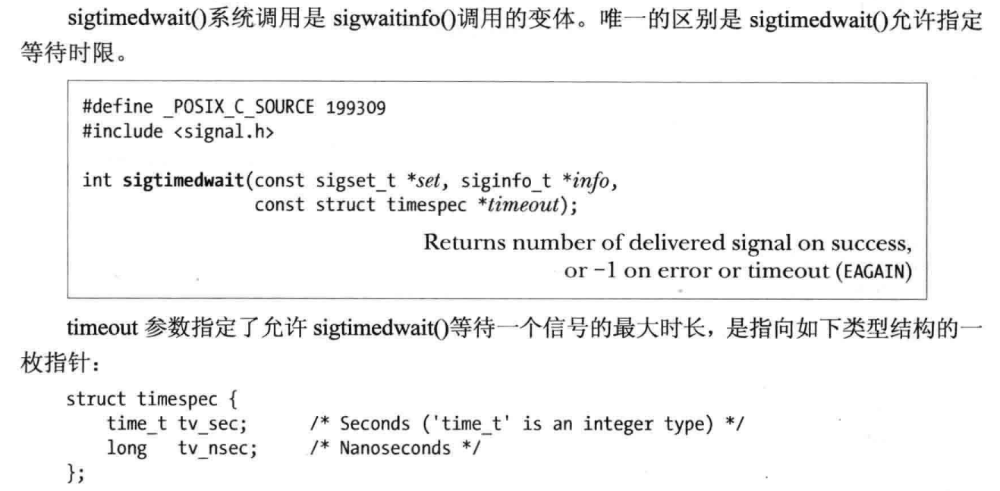 sigtimedwait()系统调用是 sigwaitinfo()调用的变体。唯一的区别是 sigtimedwait()允许指定
等待时限。
#define _POSIX_C_SOURCE 199309
#include <signal.h>
int sigtimedwait(const sigset_t *set, siginfo_t *info,
const struct timespec *timeout);
Returns number of delivered signal on success,
or −1 on error or timeout (EAGAIN)
timeout 参数指定了允许 sigtimedwait()等待一个信号的最大时长，是指向如下类型结构的一
枚指针：
struct timespec {
time_t tv_sec; /* Seconds ('time_t' is an integer type) */
long tv_nsec; /* Nanoseconds */
};